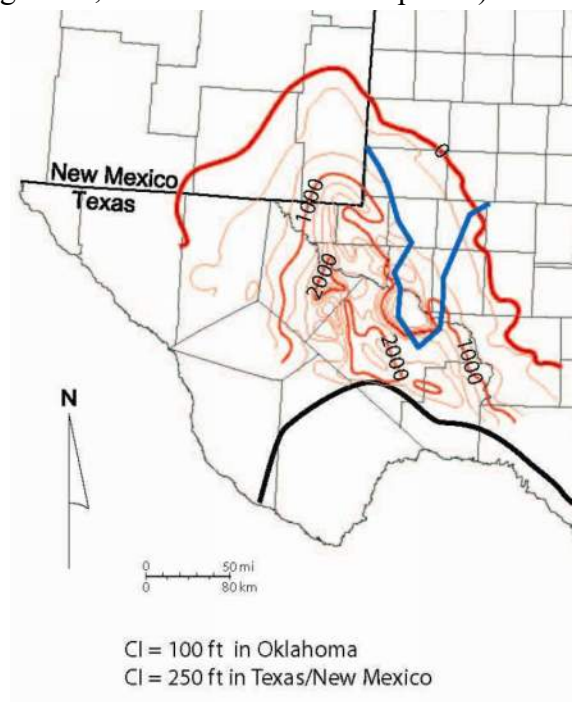 0
New Mexico
Texas
1000
2000
2000
1000
N
0 50 mi
0 80 km
CI = 100 ft in Oklahoma
CI = 250 ft in Texas/New Mexico